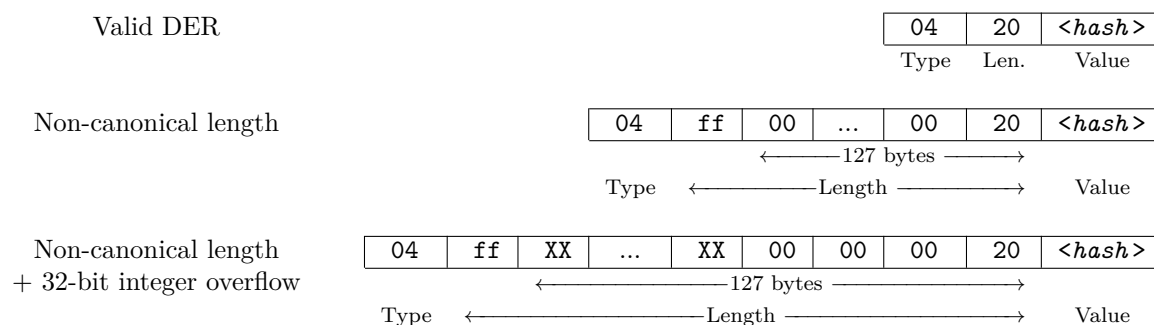 Valid DER 04 20 <hash>
Type Len. Value
Non-canonical length 04 ff 00 ... 00 20 <hash>
127 bytes
Type Length Value
Non-canonical length 04 ff XX ... XX 00 00 00 20 <hash>
+ 32-bit integer overflow 127 bytes
Type Length Value